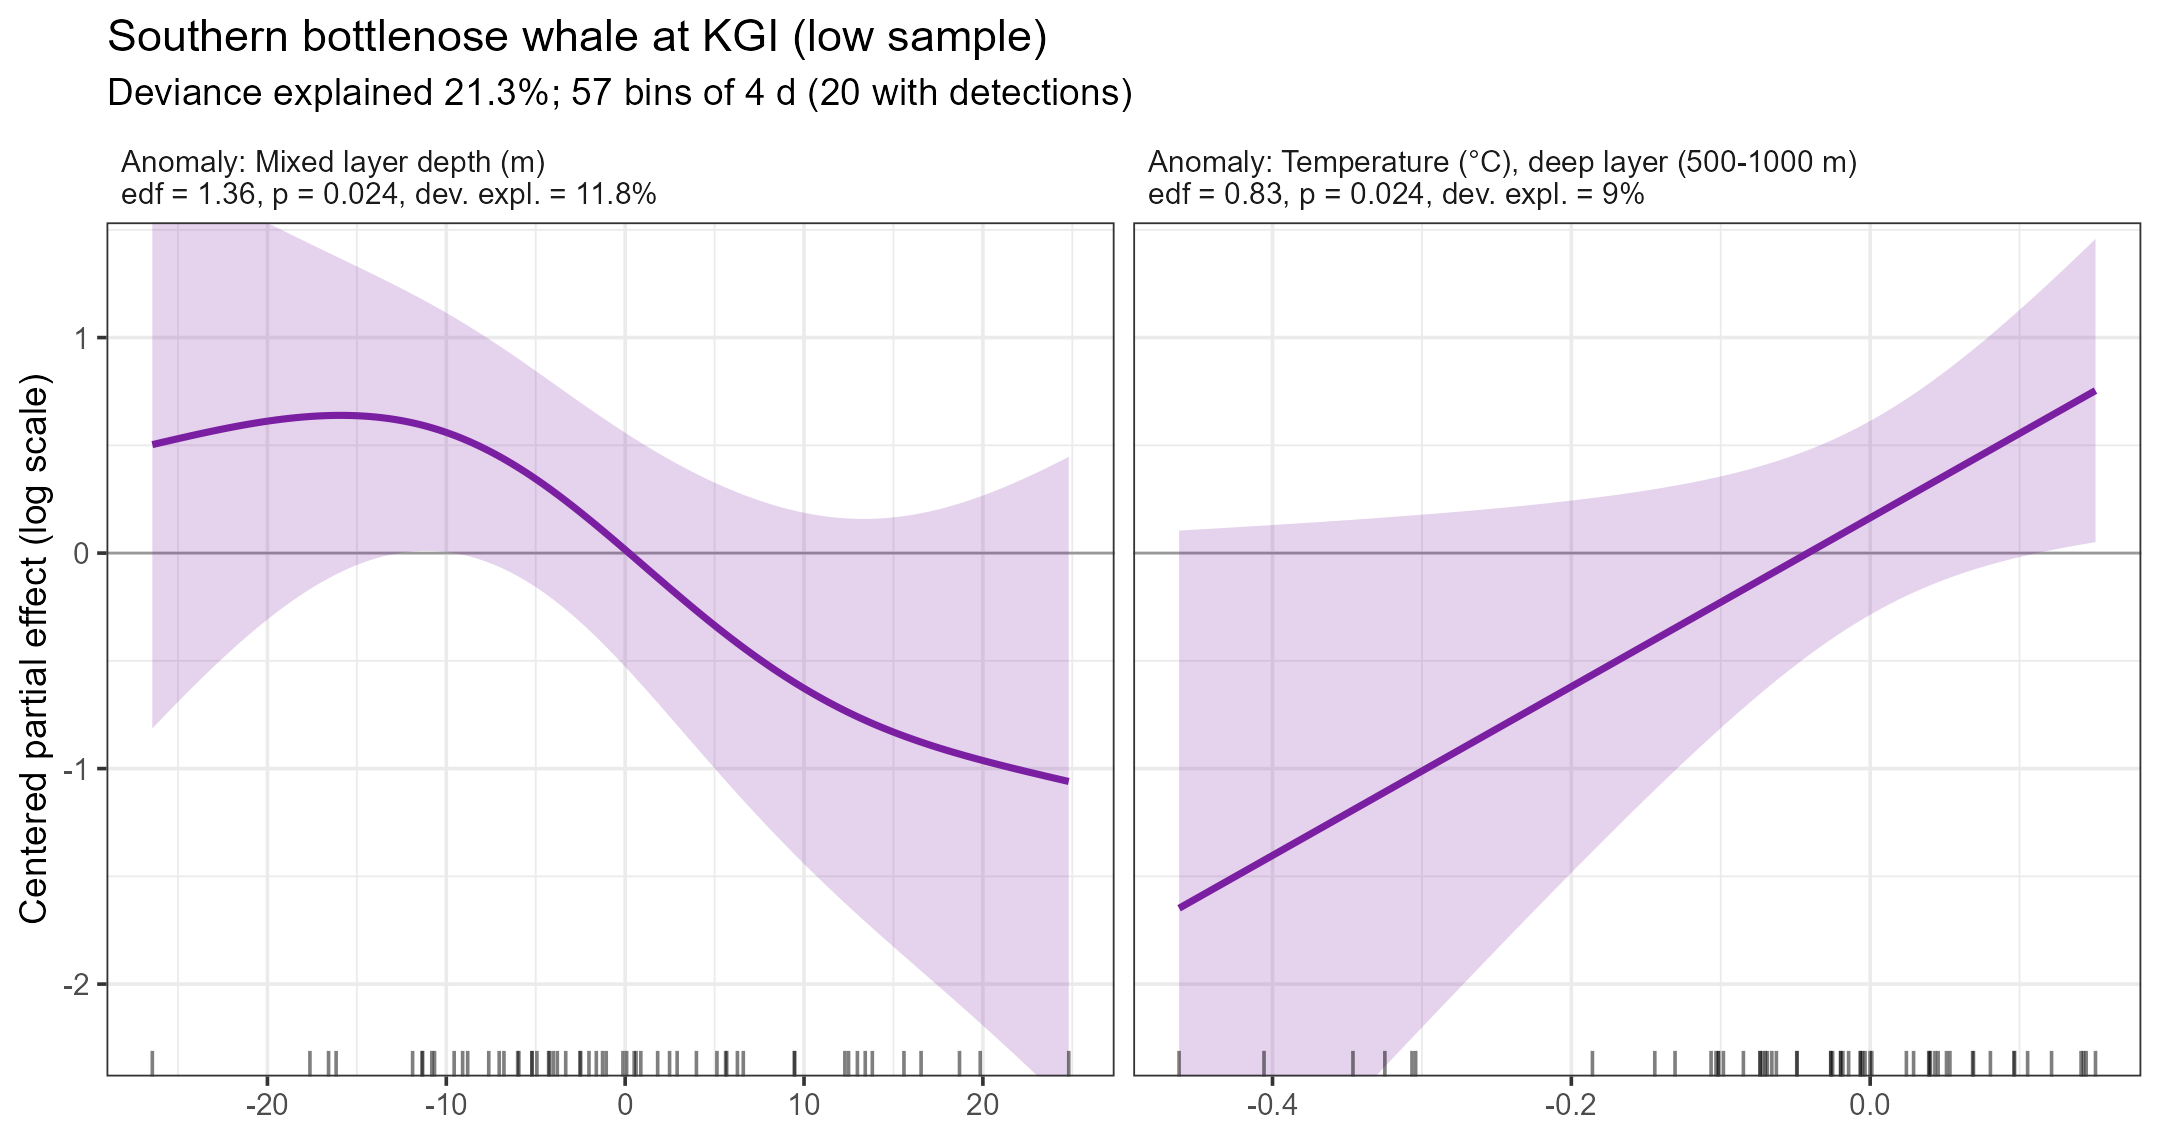 Southern bottlenose whale at KGI (low sample)
Deviance explained 21.3%; 57 bins of 4 d (20 with detections)
Anomaly: Mixed layer depth (m)
edf = 1.36, p = 0.024, dev. expl. = 11.8%
Anomaly: Temperature (°C), deep layer (500-1000 m)
edf = 0.83, p = 0.024, dev. expl. = 9%
Centered partial effect (log scale)
1
0
-1
-2
-20 -10 0 10 20
-0.4 -0.2 0.0